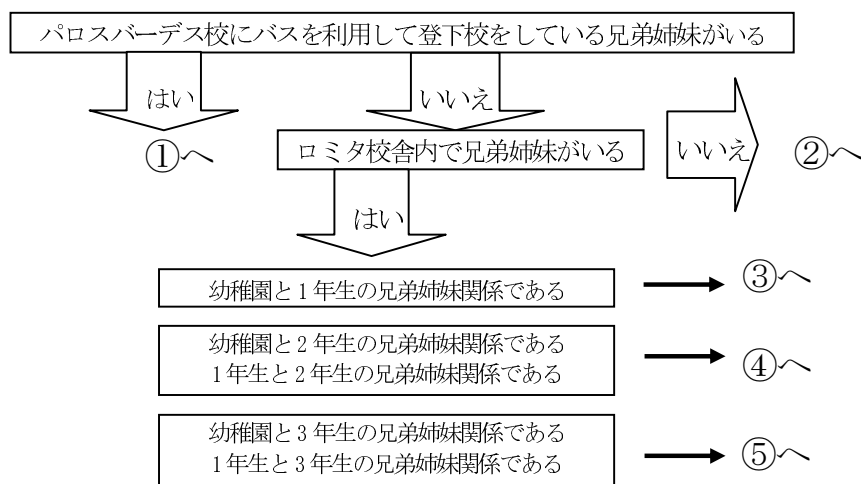 パロスバーデス校にバスを利用して登下校をしている兄弟姉妹がいる
はい
いいえ
①へ
ロミタ校舎内で兄弟姉妹がいる
いいえ
②へ
はい
幼稚園と1年生の兄弟姉妹関係である
③へ
幼稚園と2年生の兄弟姉妹関係である
1年生と2年生の兄弟姉妹関係である
④へ
幼稚園と3年生の兄弟姉妹関係である
1年生と3年生の兄弟姉妹関係である
⑤へ